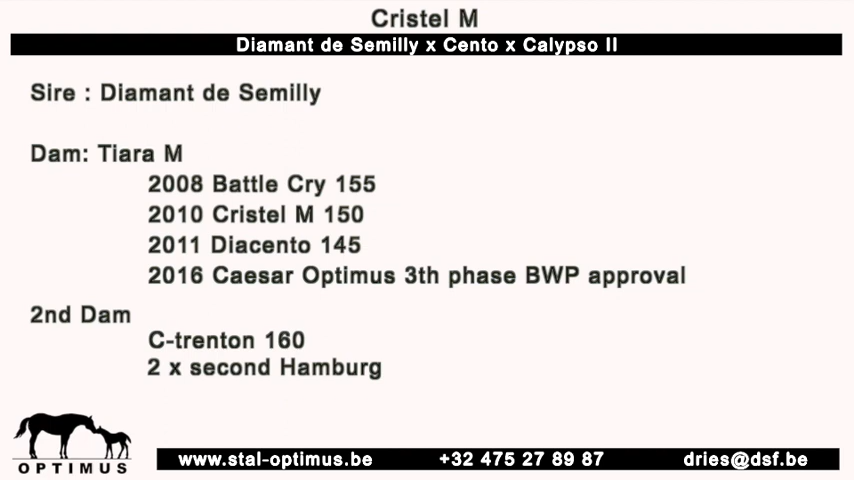 Cristel M
Diamant de Semilly x Cento x Calypso II
Sire : Diamant de Semilly
Dam: Tiara M
2008 Battle Cry 155
2010 Cristel M 150
2011 Diacento 145
2016 Caesar Optimus 3th phase BWP approval
2nd Dam
C-trenton 160
2 x second Hamburg
OPTIMUS
www.stal-optimus.be +32 475 27 89 87 dries@dsf.be